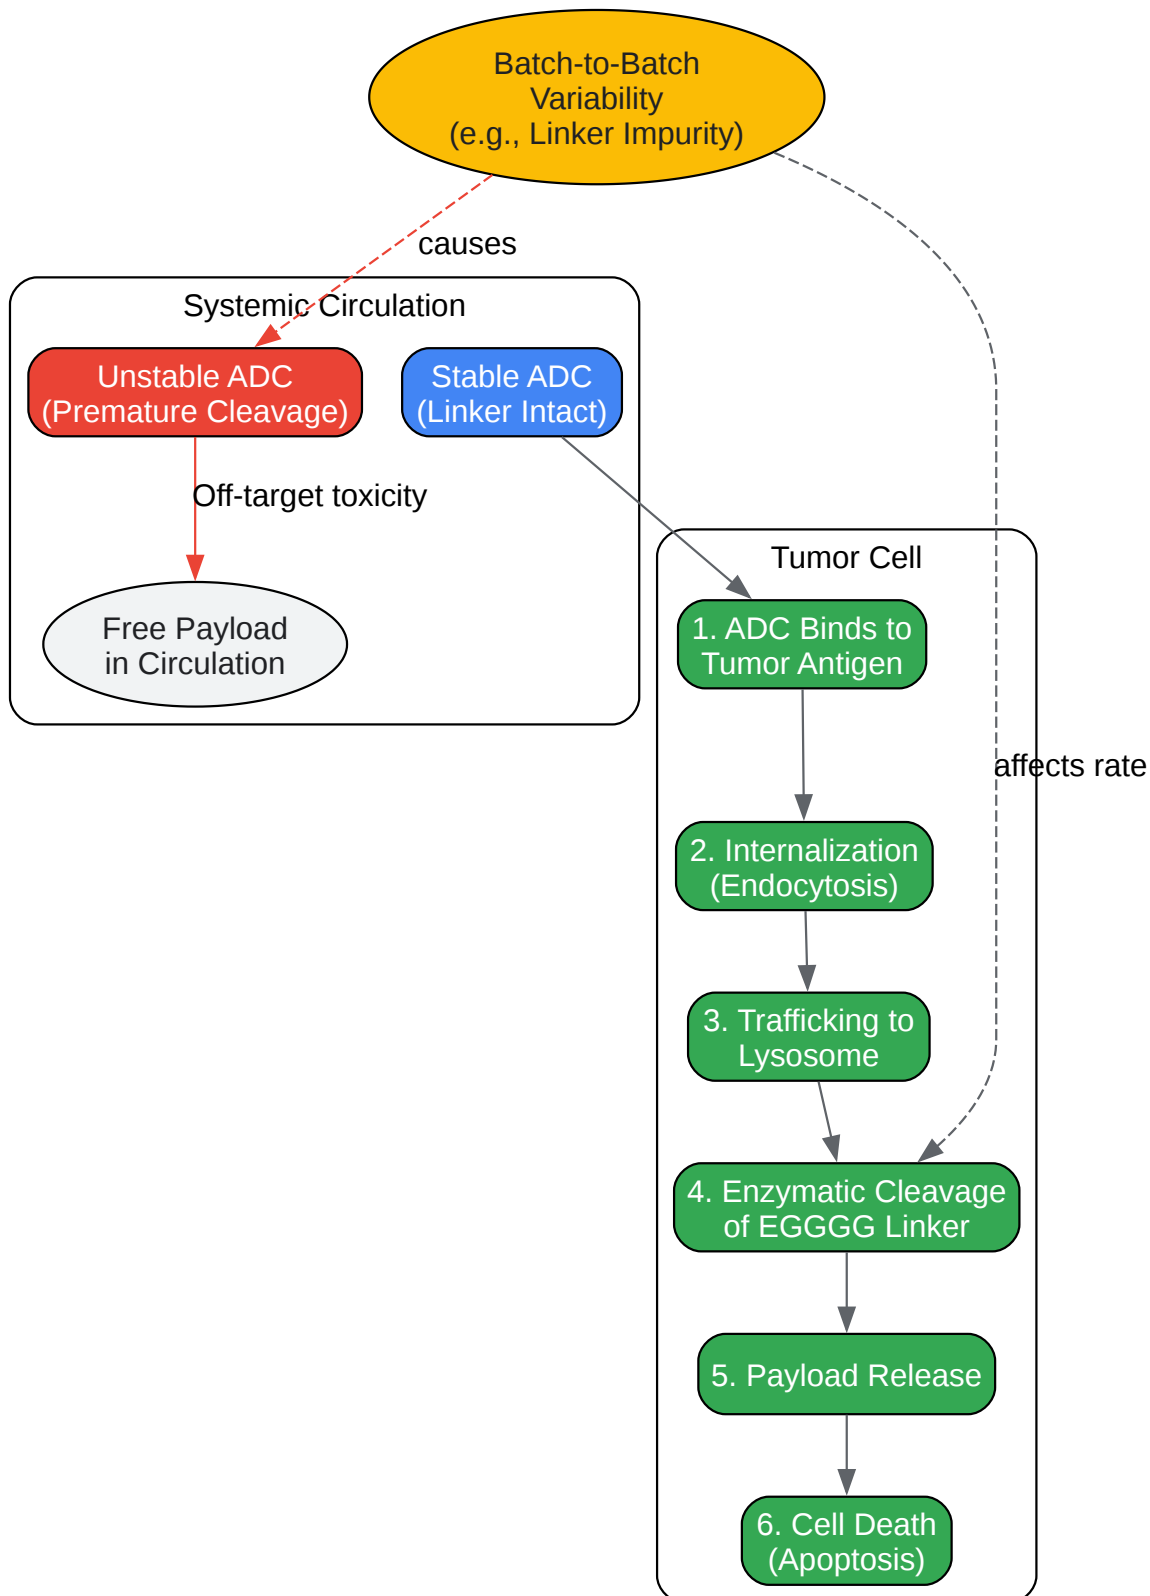 Batch-to-Batch
Variability
(e.g., Linker Impurity)
causes
Systemic Circulation
Unstable ADC
(Premature Cleavage)
Stable ADC
(Linker Intact)
Off-target toxicity
Free Payload
in Circulation
Tumor Cell
1. ADC Binds to
Tumor Antigen
affects rate
2. Internalization
(Endocytosis)
3. Trafficking to
Lysosome
4. Enzymatic Cleavage
of EGGGG Linker
5. Payload Release
6. Cell Death
(Apoptosis)